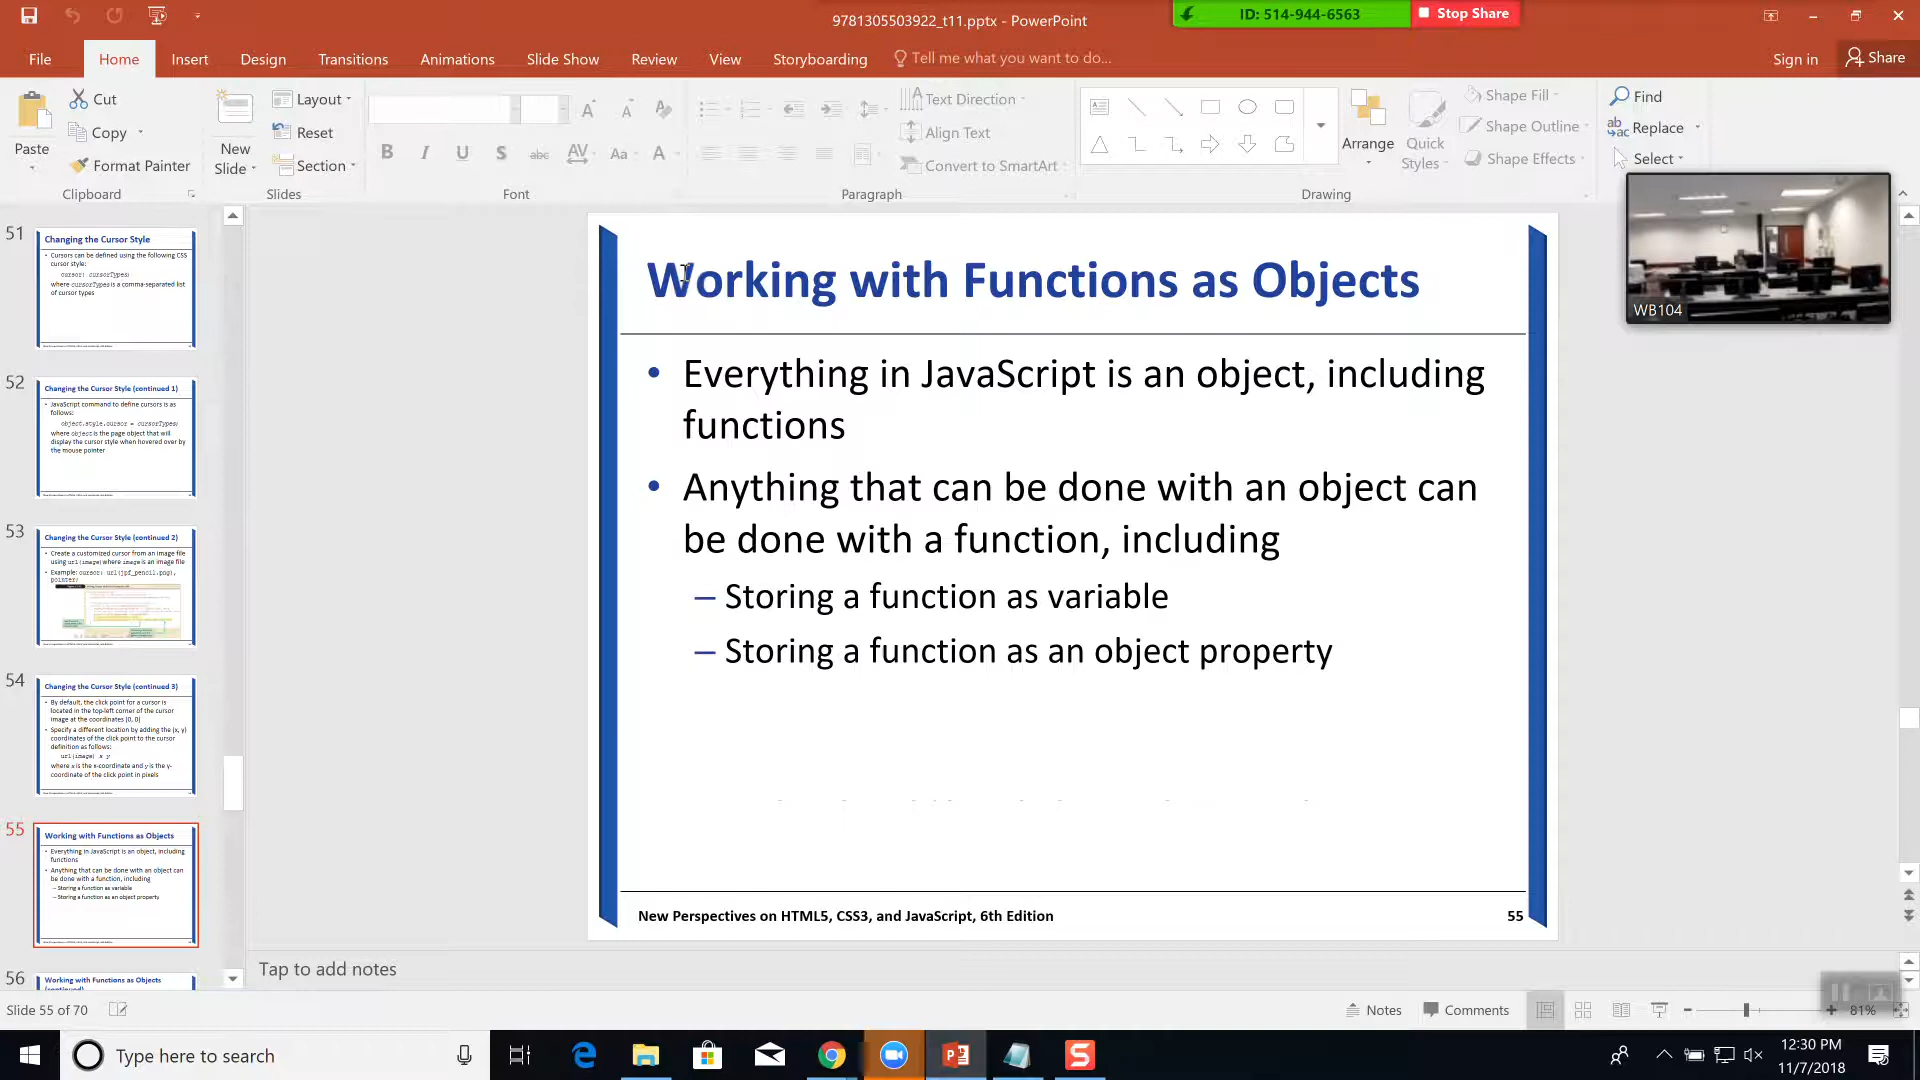 9781305503922_t11.pptx - PowerPoint
ID: 514-944-6563
Stop Share
File
Home
Insert
Design
Transitions
Animations
Slide Show
Review
View
Storyboarding
Tell me what you want to do...
Sign in
Share
Paste
Cut
Copy
Format Painter
Clipboard
New
Slide
Layout
Reset
Section
Slides
Font
Text Direction
Align Text
Convert to SmartArt
Paragraph
Arrange
Quick
Styles
Drawing
Shape Fill
Shape Outline
Shape Effects
Find
Replace
Select
WB104
51
Changing the Cursor Style
• Cursors can be defined using the following CSS
cursor style:
cursor: cursorTypes;
where cursorTypes is a comma-separated list
of cursor types
52
Changing the Cursor Style (continued 1)
• JavaScript command to define cursors is as
follows:
object.style.cursor = cursorTypes;
where object is the page object that will
display the cursor style when hovered over by
the mouse pointer
53
Changing the Cursor Style (continued 2)
• Create a customized cursor from an image file
using url(image) where image is an image file
• Example: cursor: url(jpf_pencil.png),
pointer;
54
Changing the Cursor Style (continued 3)
• By default, the click point for a cursor is
located in the top-left corner of the cursor
image at the coordinates (0, 0)
• Specify a different location by adding the (x, y)
coordinates of the click point to the cursor
definition as follows:
url(image) x y
where x is the x-coordinate and y is the y-
coordinate of the click point in pixels
55
Working with Functions as Objects
• Everything in JavaScript is an object, including
functions
• Anything that can be done with an object can
be done with a function, including
– Storing a function as variable
– Storing a function as an object property
56
Working with Functions as Objects
(continued)
Working with Functions as Objects
• Everything in JavaScript is an object, including
functions
• Anything that can be done with an object can
be done with a function, including
– Storing a function as variable
– Storing a function as an object property
New Perspectives on HTML5, CSS3, and JavaScript, 6th Edition
55
Tap to add notes
Slide 55 of 70
Notes
Comments
81%
Type here to search
12:30 PM
11/7/2018